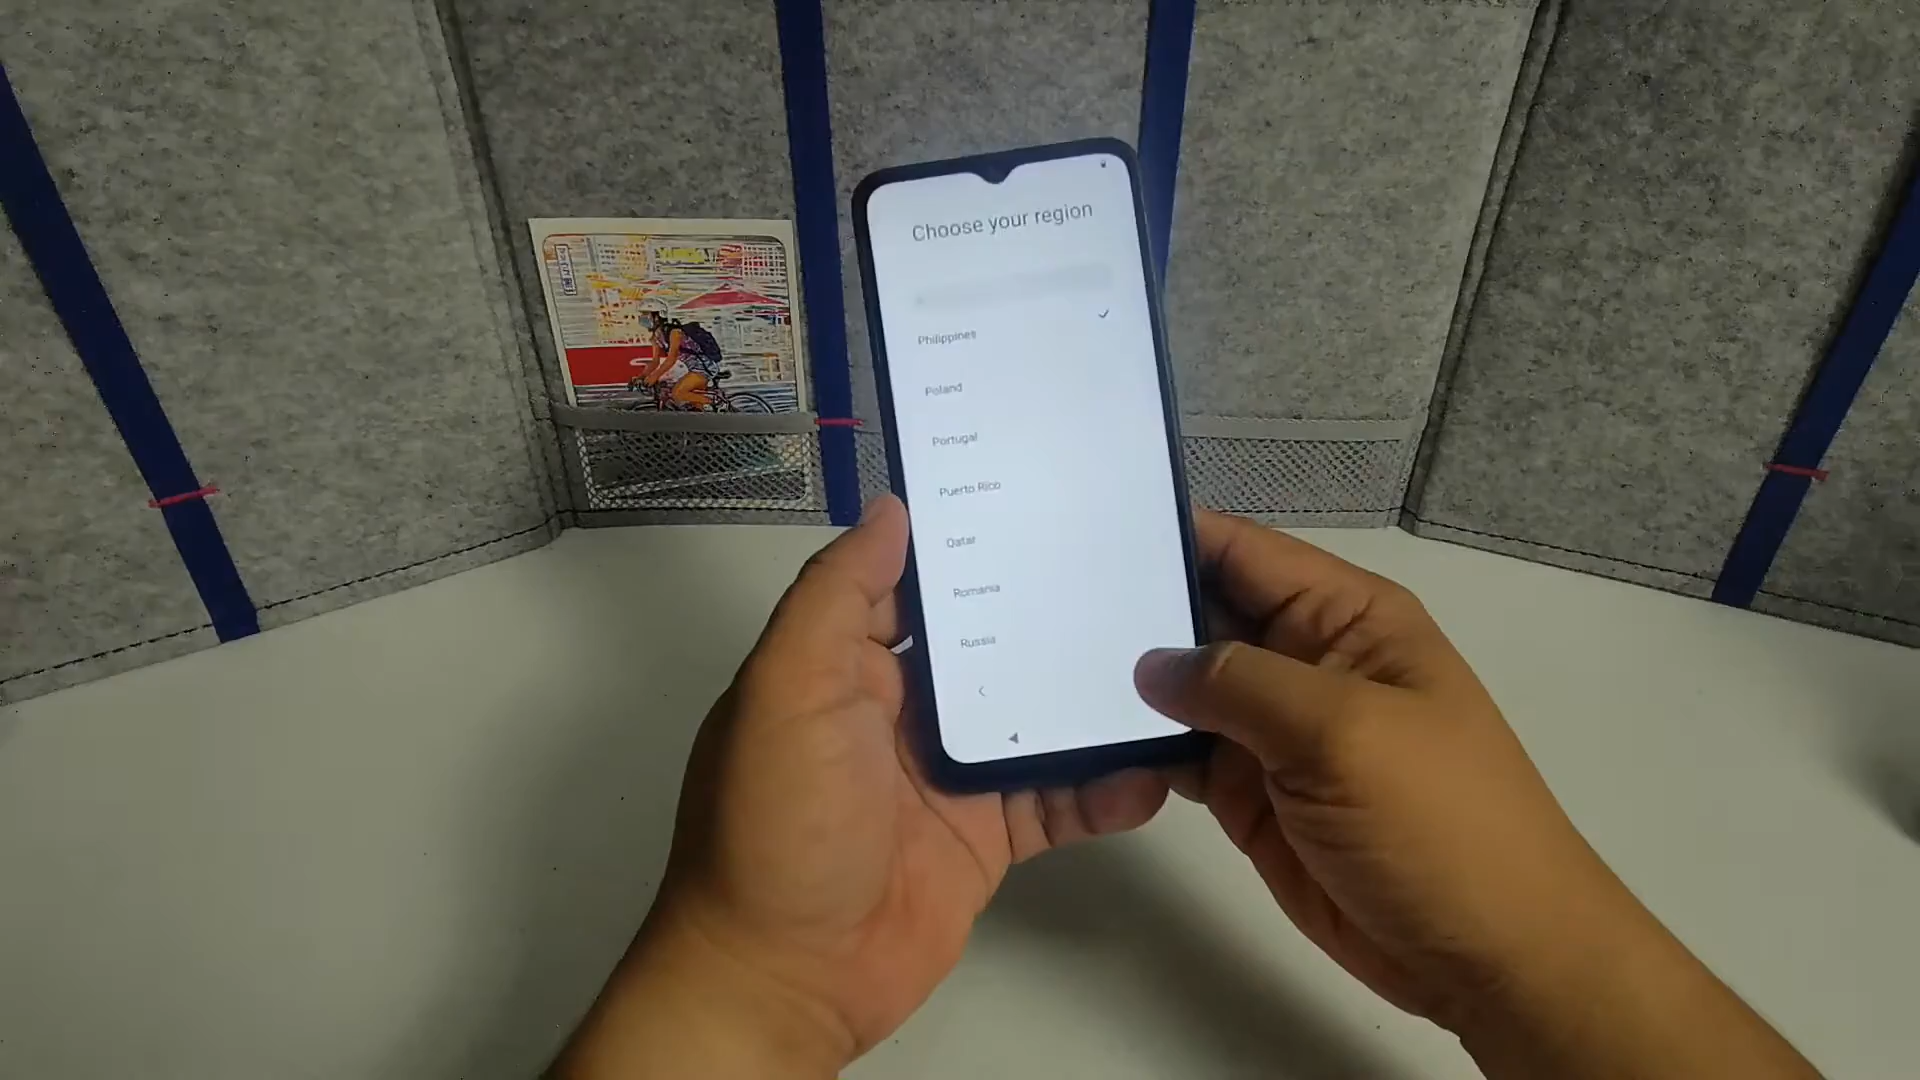 Choose your region
Philippines
Poland
Portugal
Puerto Rico
Qatar
Romania
Russia